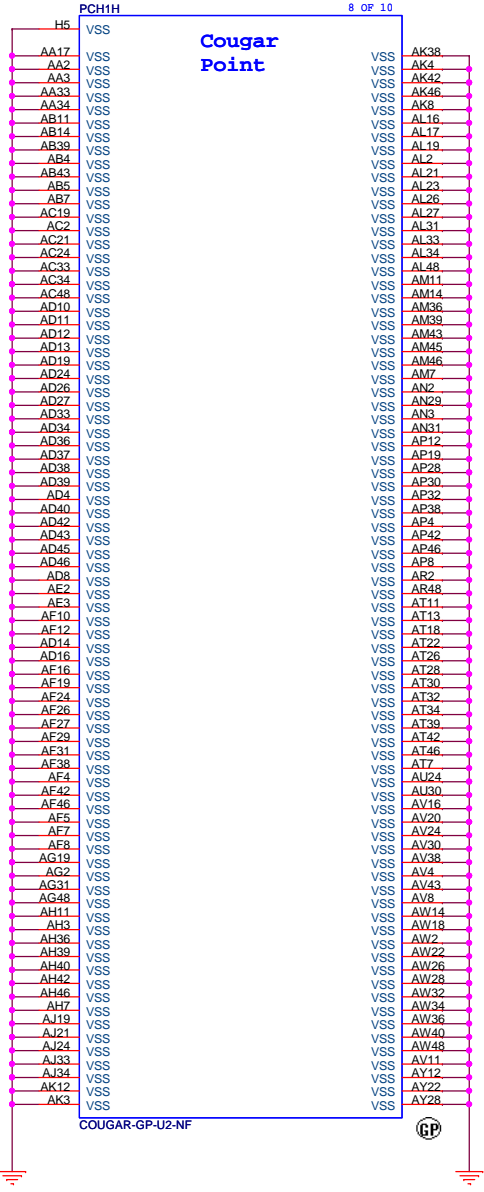 PCH1H 8 OF 10
Cougar
Point
H5 VSS
AA17 VSS VSS AK38
AA2 VSS VSS AK4
AA3 VSS VSS AK42
AA33 VSS VSS AK46
AA34 VSS VSS AK8
AB11 VSS VSS AL16
AB14 VSS VSS AL17
AB39 VSS VSS AL19
AB4 VSS VSS AL2
AB43 VSS VSS AL21
AB5 VSS VSS AL23
AB7 VSS VSS AL26
AC19 VSS VSS AL27
AC2 VSS VSS AL31
AC21 VSS VSS AL33
AC24 VSS VSS AL34
AC33 VSS VSS AL48
AC34 VSS VSS AM11
AC48 VSS VSS AM14
AD10 VSS VSS AM36
AD11 VSS VSS AM39
AD12 VSS VSS AM43
AD13 VSS VSS AM45
AD19 VSS VSS AM46
AD24 VSS VSS AM7
AD26 VSS VSS AN2
AD27 VSS VSS AN29
AD33 VSS VSS AN3
AD34 VSS VSS AN31
AD36 VSS VSS AP12
AD37 VSS VSS AP19
AD38 VSS VSS AP28
AD39 VSS VSS AP30
AD4 VSS VSS AP32
AD40 VSS VSS AP38
AD42 VSS VSS AP4
AD43 VSS VSS AP42
AD45 VSS VSS AP46
AD46 VSS VSS AP8
AD8 VSS VSS AR2
AE2 VSS VSS AR48
AE3 VSS VSS AT11
AF10 VSS VSS AT13
AF12 VSS VSS AT18
AD14 VSS VSS AT22
AD16 VSS VSS AT26
AF16 VSS VSS AT28
AF19 VSS VSS AT30
AF24 VSS VSS AT32
AF26 VSS VSS AT34
AF27 VSS VSS AT39
AF29 VSS VSS AT42
AF31 VSS VSS AT46
AF38 VSS VSS AT7
AF4 VSS VSS AU24
AF42 VSS VSS AU30
AF46 VSS VSS AV16
AF5 VSS VSS AV20
AF7 VSS VSS AV24
AF8 VSS VSS AV30
AG19 VSS VSS AV38
AG2 VSS VSS AV4
AG31 VSS VSS AV43
AG48 VSS VSS AV8
AH11 VSS VSS AW14
AH3 VSS VSS AW18
AH36 VSS VSS AW2
AH39 VSS VSS AW22
AH40 VSS VSS AW26
AH42 VSS VSS AW28
AH46 VSS VSS AW32
AH7 VSS VSS AW34
AJ19 VSS VSS AW36
AJ21 VSS VSS AW40
AJ24 VSS VSS AW48
AJ33 VSS VSS AV11
AJ34 VSS VSS AY12
AK12 VSS VSS AY22
AK3 VSS VSS AY28
COUGAR-GP-U2-NF GP